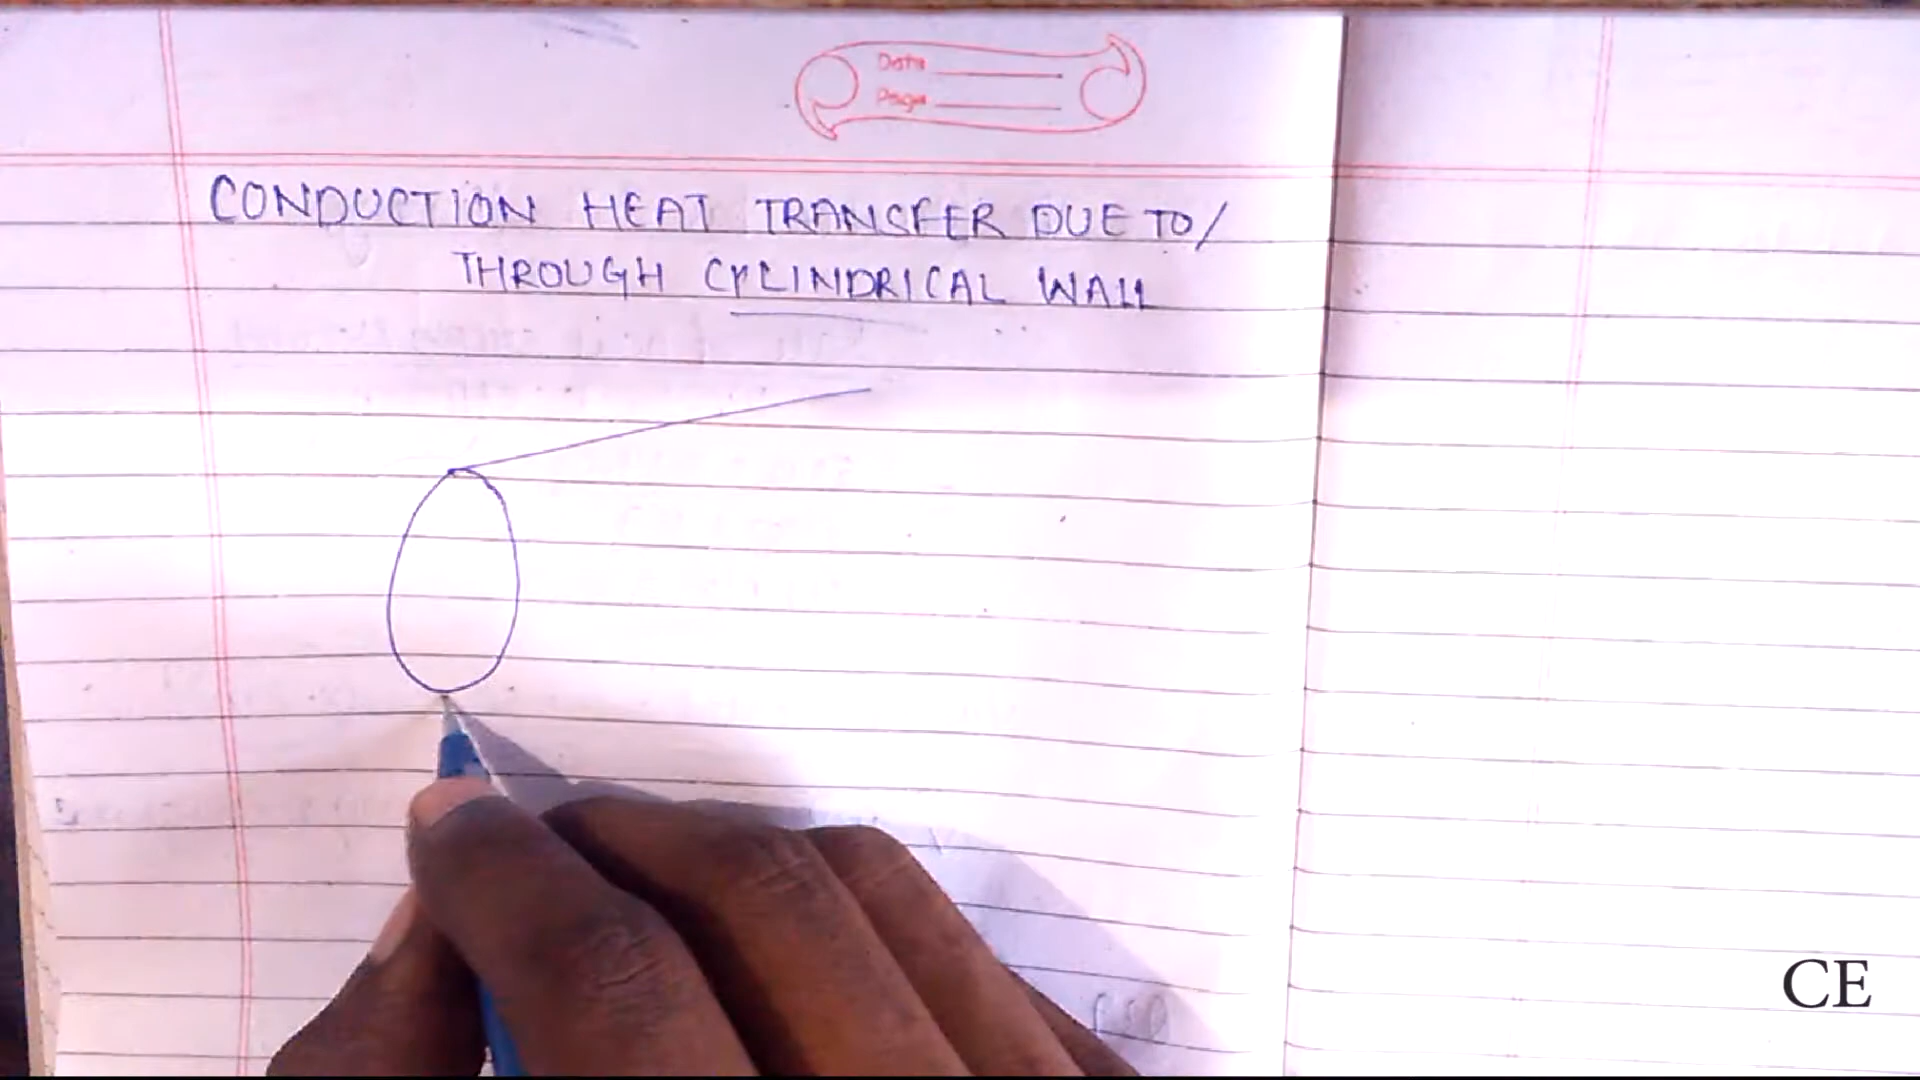 Date
Page
CONDUCTION HEAT TRANSFER DUE TO/
THROUGH CYLINDRICAL WALL
CE